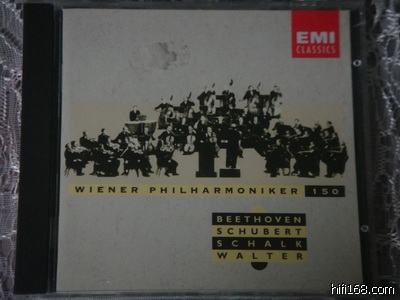 EMI
CLASSICS
WIENER PHILHARMONIKER 150
BEETHOVEN
SCHUBERT
SCHALK
WALTER
hifi168.com